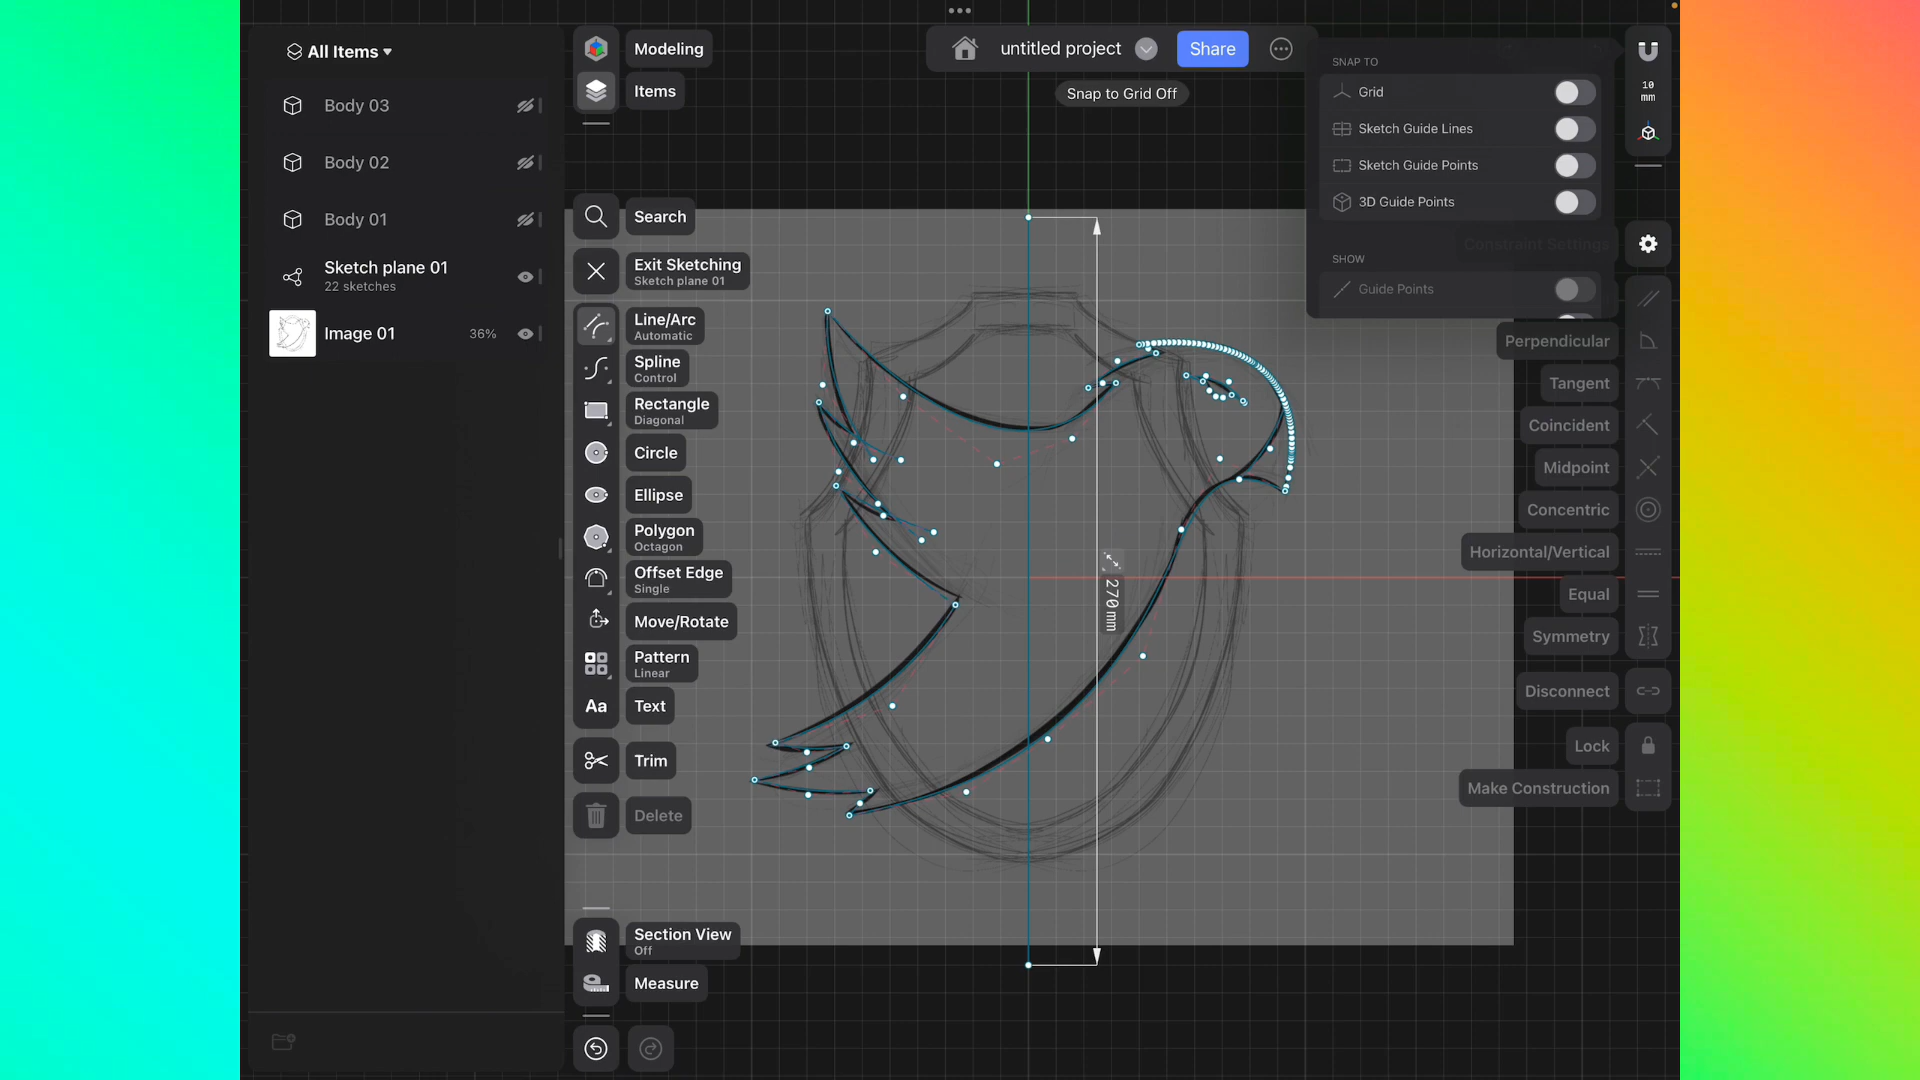 All Items
Body 03
Body 02
Body 01
Sketch plane 01
22 sketches
Image 01
36%
Modeling
Items
untitled project
Share
Snap to Grid Off
SNAP TO
Grid
Sketch Guide Lines
Sketch Guide Points
3D Guide Points
Constraint Settings
SHOW
Guide Points
10
mm
Search
Exit Sketching
Sketch plane 01
Line/Arc
Automatic
Spline
Control
Rectangle
Diagonal
Circle
Ellipse
Polygon
Octagon
Offset Edge
Single
Move/Rotate
Pattern
Linear
Aa
Text
Trim
Delete
Section View
Off
Measure
270 mm
Perpendicular
Tangent
Coincident
Midpoint
Concentric
Horizontal/Vertical
Equal
Symmetry
Disconnect
Lock
Make Construction